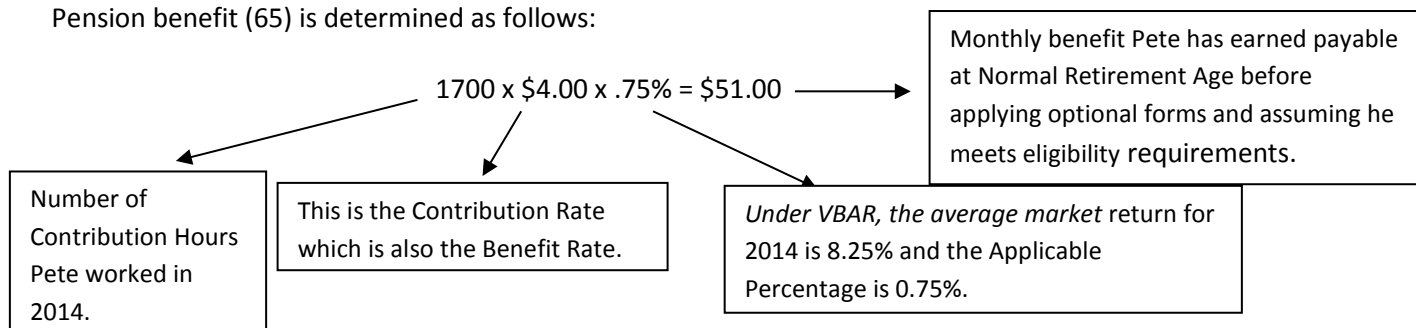 Pension benefit (65) is determined as follows:
1700 x $4.00 x .75% = $51.00
Monthly benefit Pete has earned payable
at Normal Retirement Age before
applying optional forms and assuming he
meets eligibility requirements.
Number of
Contribution Hours
Pete worked in
2014.
This is the Contribution Rate
which is also the Benefit Rate.
Under VBAR, the average market return for
2014 is 8.25% and the Applicable
Percentage is 0.75%.